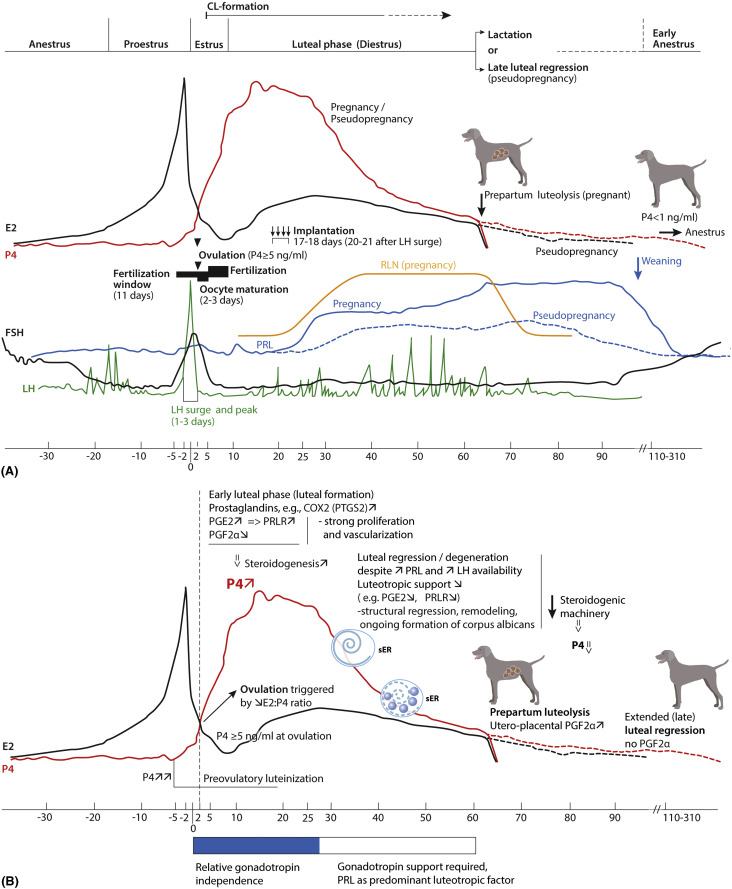 CL-formation
Anestrus
Proestrus
Estrus
Luteal phase (Diestrus)
Lactation
or
Late luteal regression
(pseudopregnancy)
Early
Anestrus
Pregnancy /
Pseudopregnancy
Prepartum luteolysis (pregnant)
P4<1 ng/ml)
Anestrus
Pseudopregnancy
E2
P4
Implantation
17-18 days (20-21 after LH surge)
Ovulation (P4≥5 ng/ml)
Fertilization
window
(11 days)
Fertilization
Oocyte maturation
(2-3 days)
RLN (pregnancy)
Weaning
Pregnancy
Pseudopregnancy
PRL
FSH
LH
LH surge and peak
(1-3 days)
-30 -20 -10 -5 -2 0 2 5 10 20 25 30 40 50 60 70 80 90 110-310
(A)
Early luteal phase (luteal formation)
Prostaglandins, e.g., COX2 (PTGS2)↗
PGE2↗ => PRLR↗
PGF2α↘
- strong proliferation
and vascularization
⇓ Steroidogenesis↗
P4↗
Luteal regression / degeneration
despite ↗ PRL and ↗ LH availability
Luteotropic support ↘
( e.g. PGE2↘, PRLR↘)
-structural regression, remodeling,
ongoing formation of corpus albicans
↓ Steroidogenic
machinery
⇓
P4⇓
sER
sER
Ovulation triggered
by ↘E2:P4 ratio
P4 ≥5 ng/ml at ovulation
Prepartum luteolysis
Utero-placental PGF2α↗
Extended (late)
luteal regression
no PGF2α
E2
P4
P4↗↗
Preovulatory luteinization
-30 -20 -10 -5 -2 0 2 5 10 20 25 30 40 50 60 70 80 90 110-310
(B)
Relative gonadotropin
independence
Gonadotropin support required,
PRL as predominant luteotropic factor